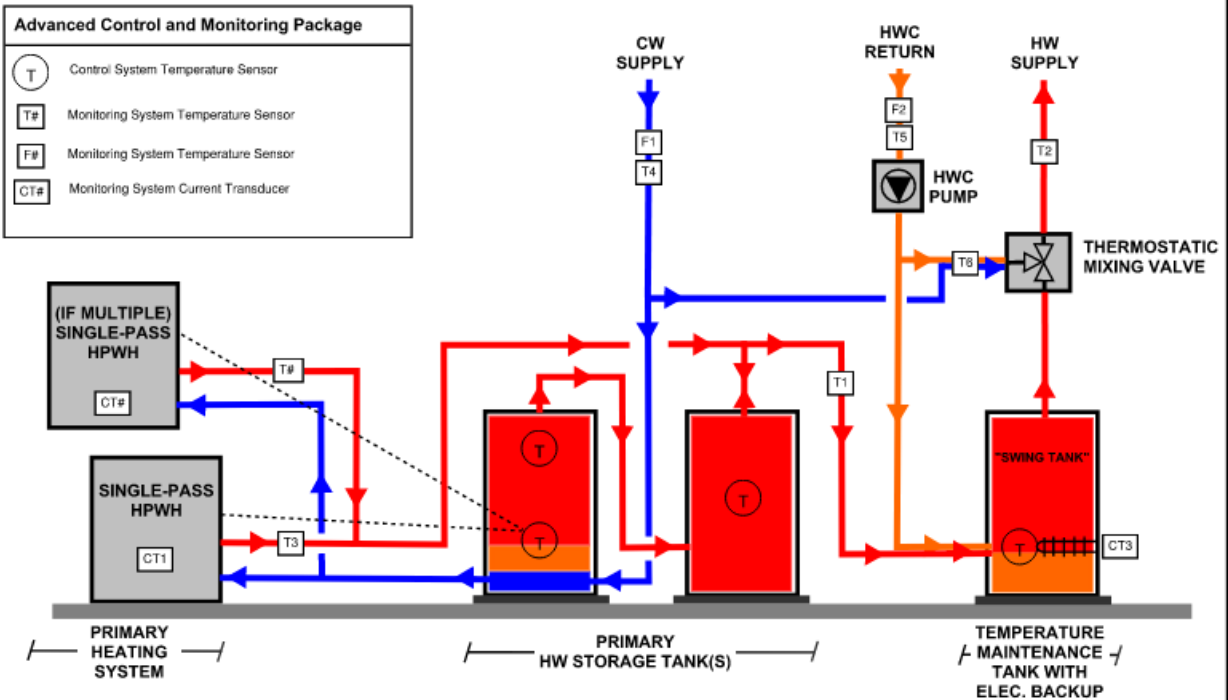 Advanced Control and Monitoring Package
T
Control System Temperature Sensor
T#
Monitoring System Temperature Sensor
F#
Monitoring System Temperature Sensor
CT#
Monitoring System Current Transducer
CW
SUPPLY
HWC
RETURN
HW
SUPPLY
F1
T4
F2
T5
T2
HWC
PUMP
T6
THERMOSTATIC
MIXING VALVE
(IF MULTIPLE)
SINGLE-PASS
HPWH
CT#
T#
T1
SINGLE-PASS
HPWH
CT1
T3
T
T
T
"SWING TANK"
T
CT3
PRIMARY
HEATING
SYSTEM
PRIMARY
HW STORAGE TANK(S)
TEMPERATURE
MAINTENANCE
TANK WITH
ELEC. BACKUP